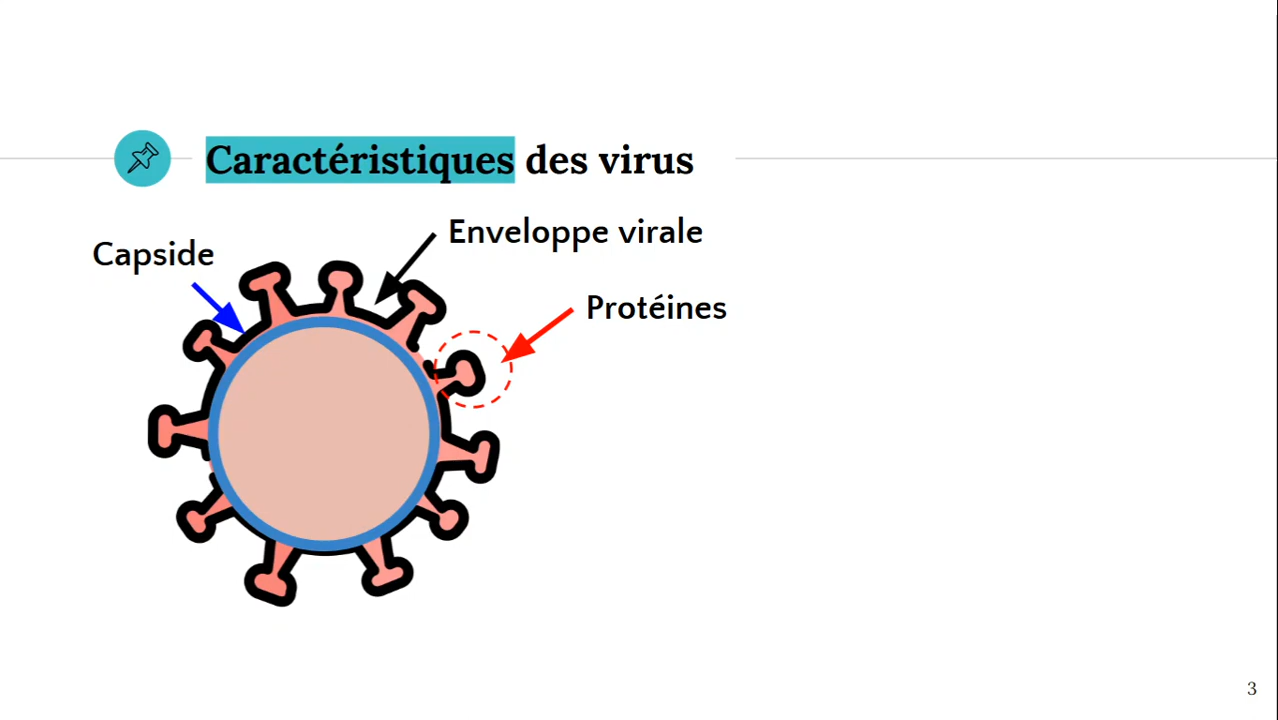 Caractéristiques des virus
Enveloppe virale
Capside
Protéines
3